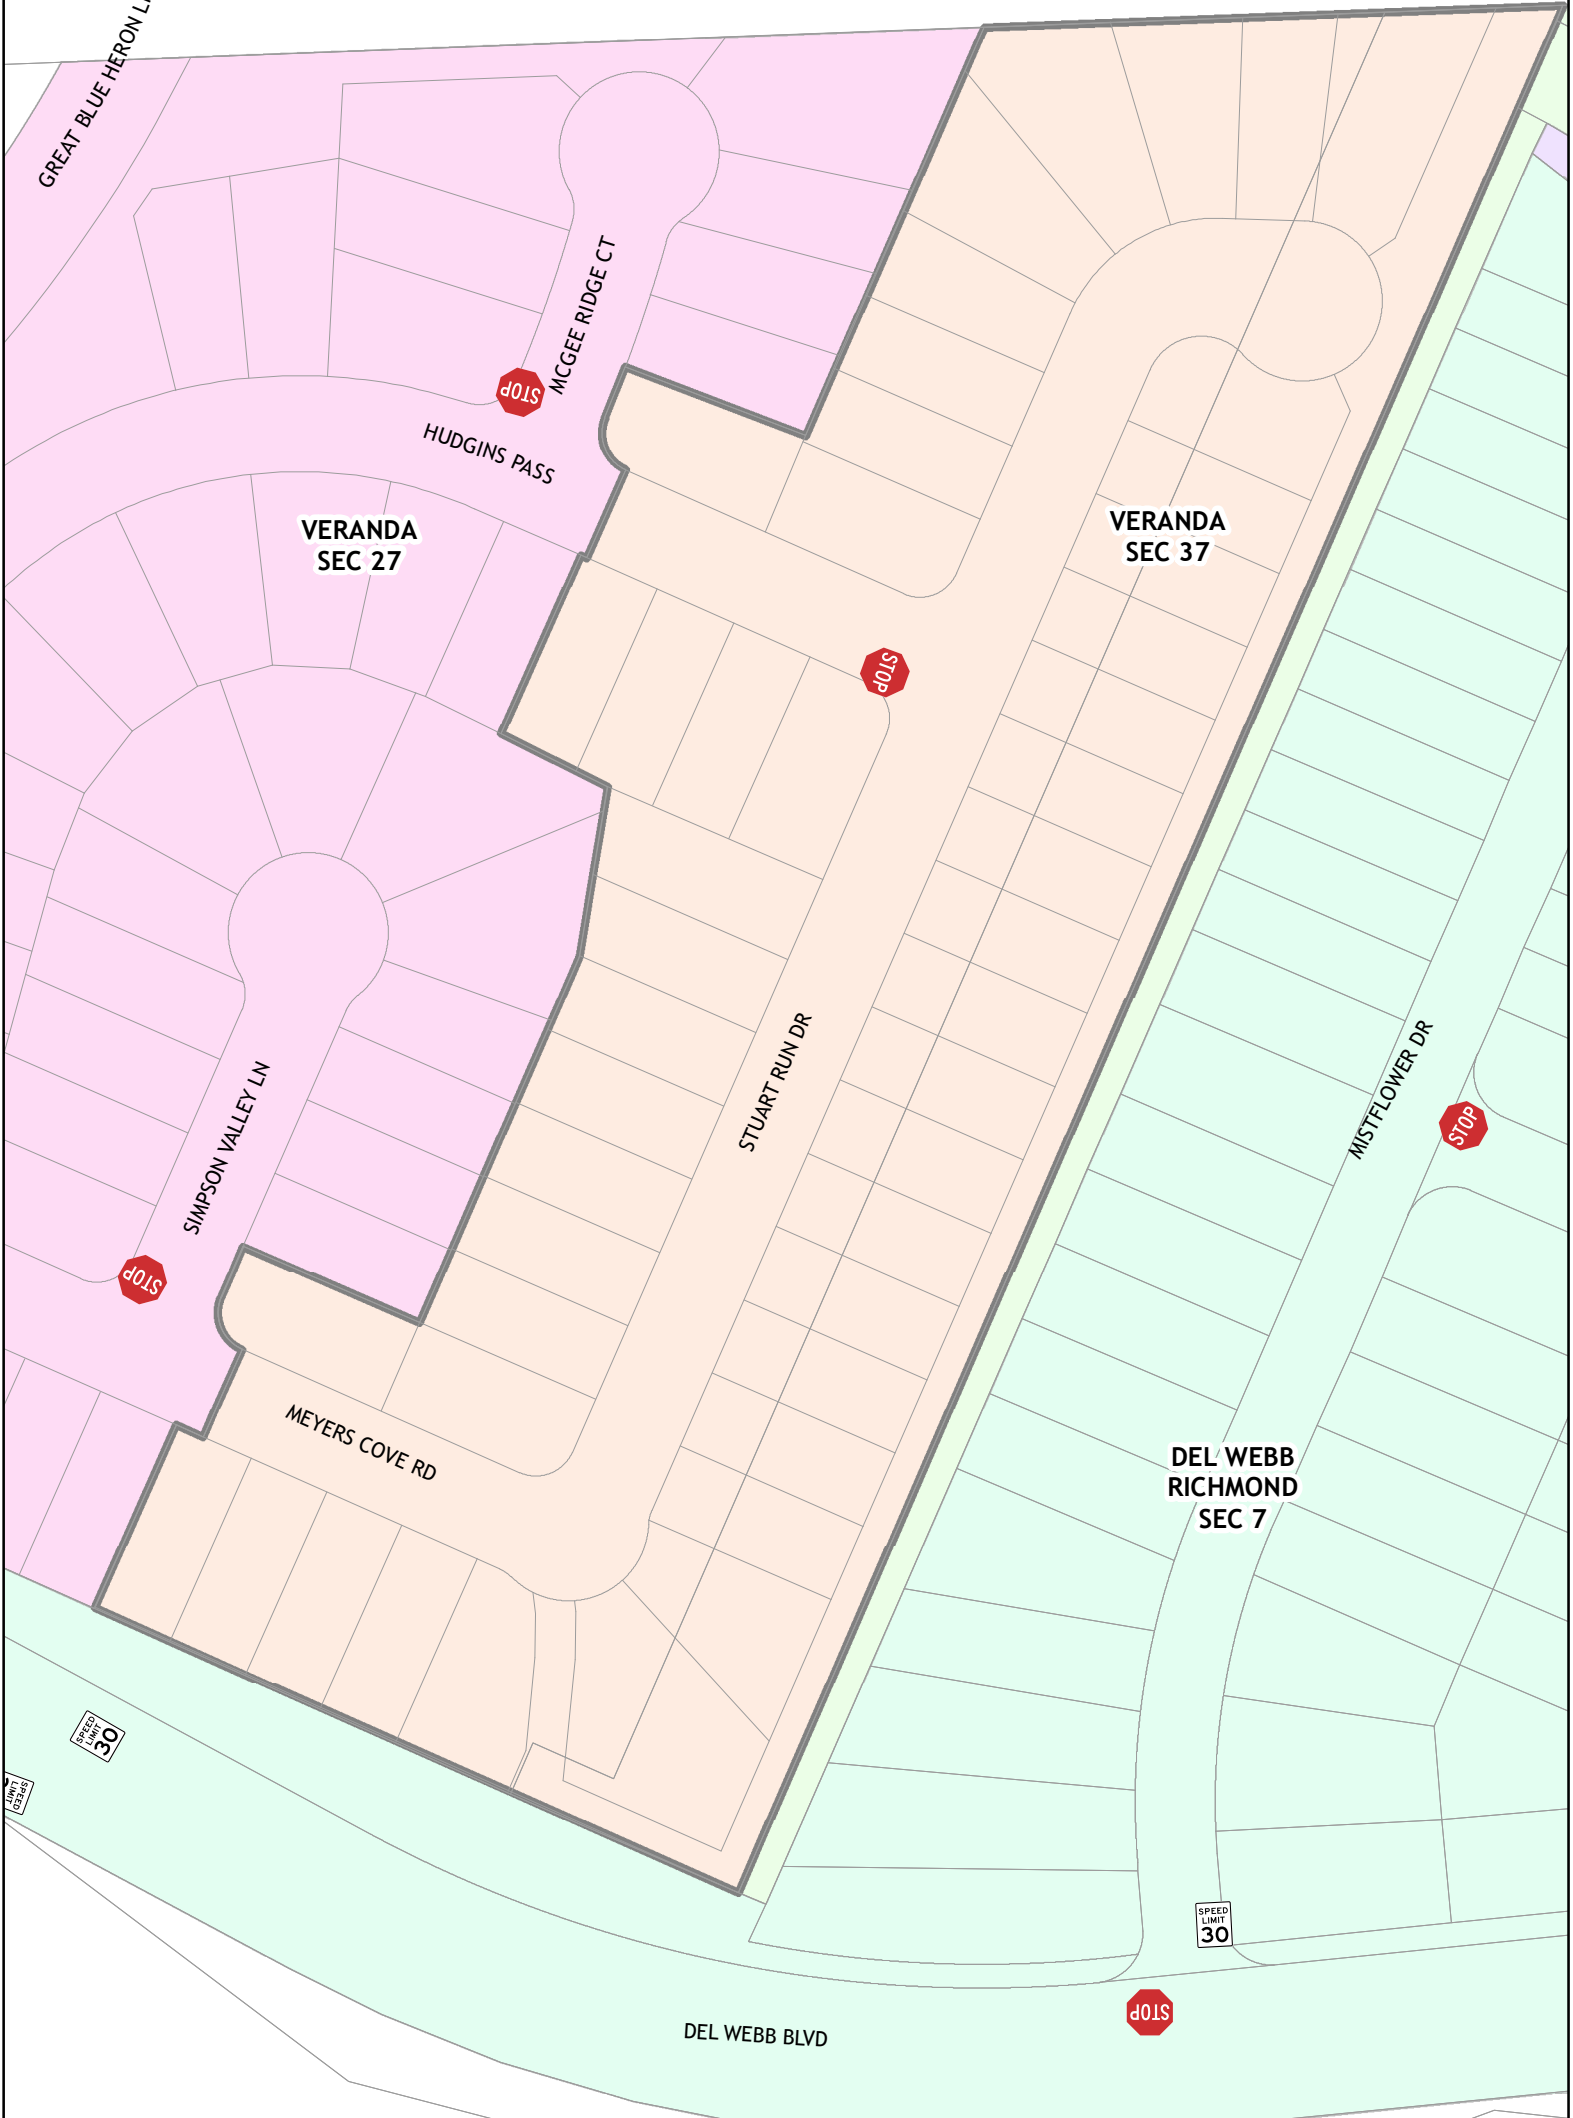 GREAT BLUE HERON
MCGEE RIDGE CT
STOP
HUDGINS PASS
VERANDA
SEC 27
VERANDA
SEC 37
STOP
STUART RUN DR
MISTFLOWER DR
STOP
SIMPSON VALLEY LN
STOP
MEYERS COVE RD
DEL WEBB
RICHMOND
SEC 7
SPEED
LIMIT
30
SPEED
LIMIT
SPEED
LIMIT
30
STOP
DEL WEBB BLVD